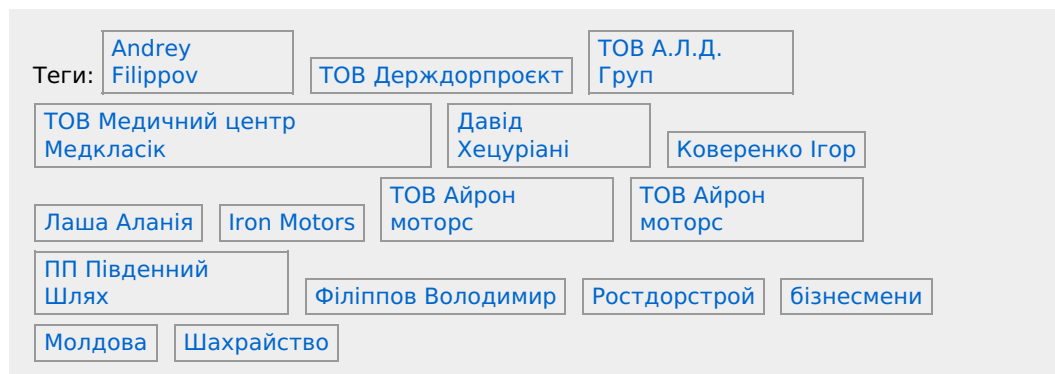 Теги: Andrey Filippov ТОВ Держдорпроєкт ТОВ А.Л.Д. Груп
ТОВ Медичний центр Медкласік Давід Хецуріані Коверенко Ігор
Лаша Аланія Iron Motors ТОВ Айрон моторс ТОВ Айрон моторс
ПП Південний Шлях Філіппов Володимир Ростдорстрой бізнесмени
Молдова Шахрайство